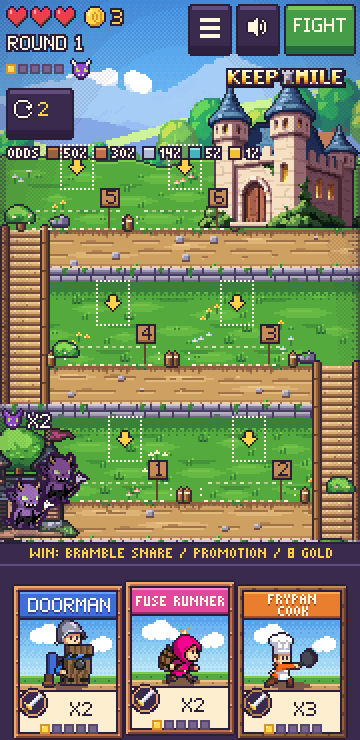 3
ROUND 1
FIGHT
KEEP MILE
2
ODDS 50% 30% 14% 5% 1%
5
6
4
3
X2
1
2
WIN: BRAMBLE SNARE / PROMOTION / 8 GOLD
DOORMAN
X2
FUSE RUNNER
X2
FRYPAN
COOK
X3